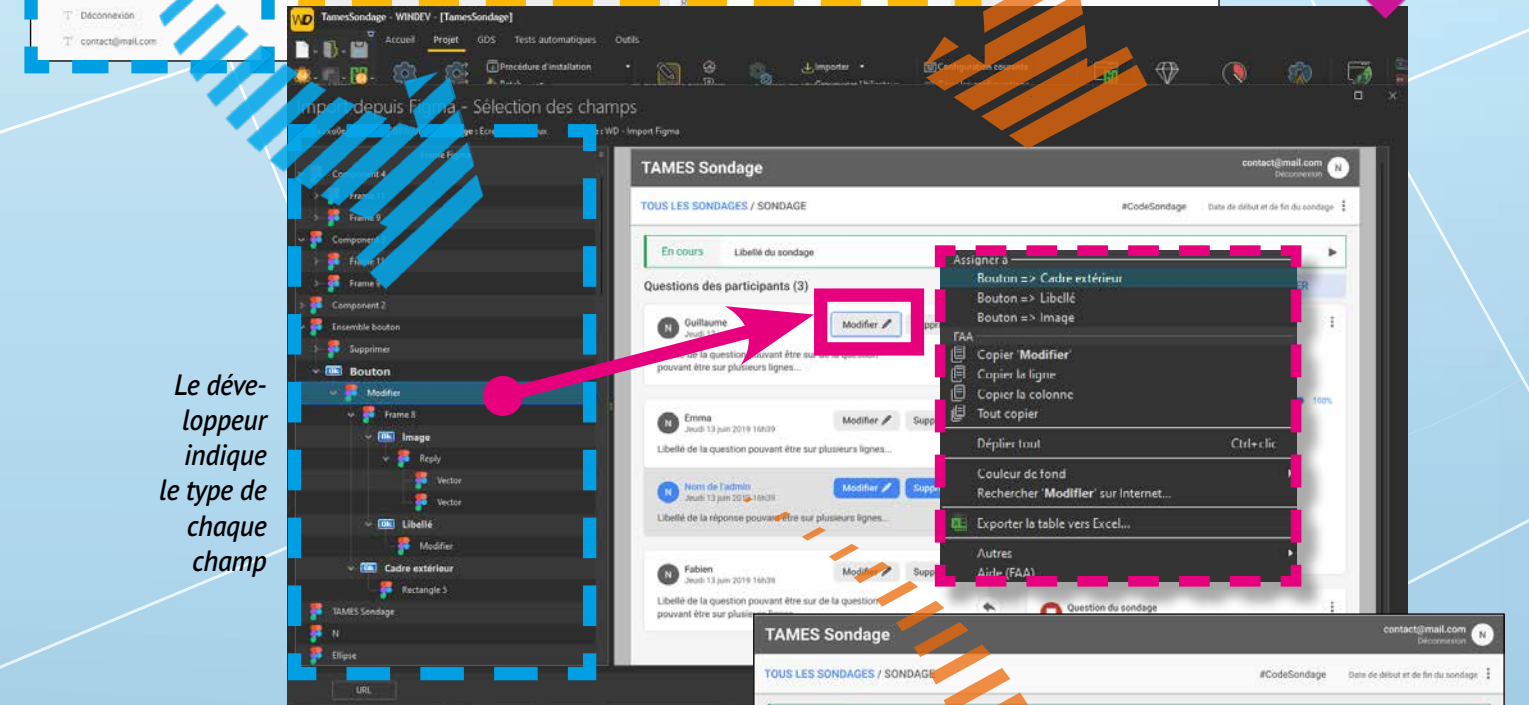 Déconnexion
contact@mail.com
R
WD TamesSondage - WINDEV - [TamesSondage]
Accueil Projet GDS Tests automatiques Outils
Procédure d'installation
Importer
Configuration courante
Import depuis Figma - Sélection des champs
WD - Import Figma
Component 4
Frame 9
Component
Frame 11
Frame
Component 2
Ensemble bouton
Supprimer
Bouton
Modifier
Frame 8
Image
Reply
Vector
Vector
Libellé
Modifier
Cadre extérieur
Rectangle 5
TAMES Sondage
N
Ellipse
URL
Le déve-
loppeur
indique
le type de
chaque
champ
TAMES Sondage
contact@mail.com
Déconnexion
N
TOUS LES SONDAGES / SONDAGE
#CodeSondage
Date de début et de fin du sondage
En cours Libellé du sondage
Questions des participants (3)
N Guillaume
Modifier
pouvant être sur plusieurs lignes...
N Emma
Jeudi 13 juin 2019 16h39
Modifier
Libellé de la question pouvant être sur plusieurs lignes...
N Nom de l'admin
Jeudi 13 juin 2019 16h39
Modifier
Libellé de la réponse pouvant être sur plusieurs lignes...
N Fabien
Jeudi 13 juin 2019 16h39
Modifier
Libellé de la question pouvant être sur de la question
Assigner à
Bouton => Cadre extérieur
Bouton => Libellé
Bouton => Image
FAA
Copier 'Modifier'
Copier la ligne
Copier la colonne
Tout copier
Déplier tout Ctrl+clic
Couleur de fond
Rechercher 'Modifier' sur Internet...
Exporter la table vers Excel...
Autres
Aide (FAA)
100%
Question du sondage
TAMES Sondage
contact@mail.com
Déconnexion
N
TOUS LES SONDAGES / SONDAGE
#CodeSondage
Date de début et de fin du sondage